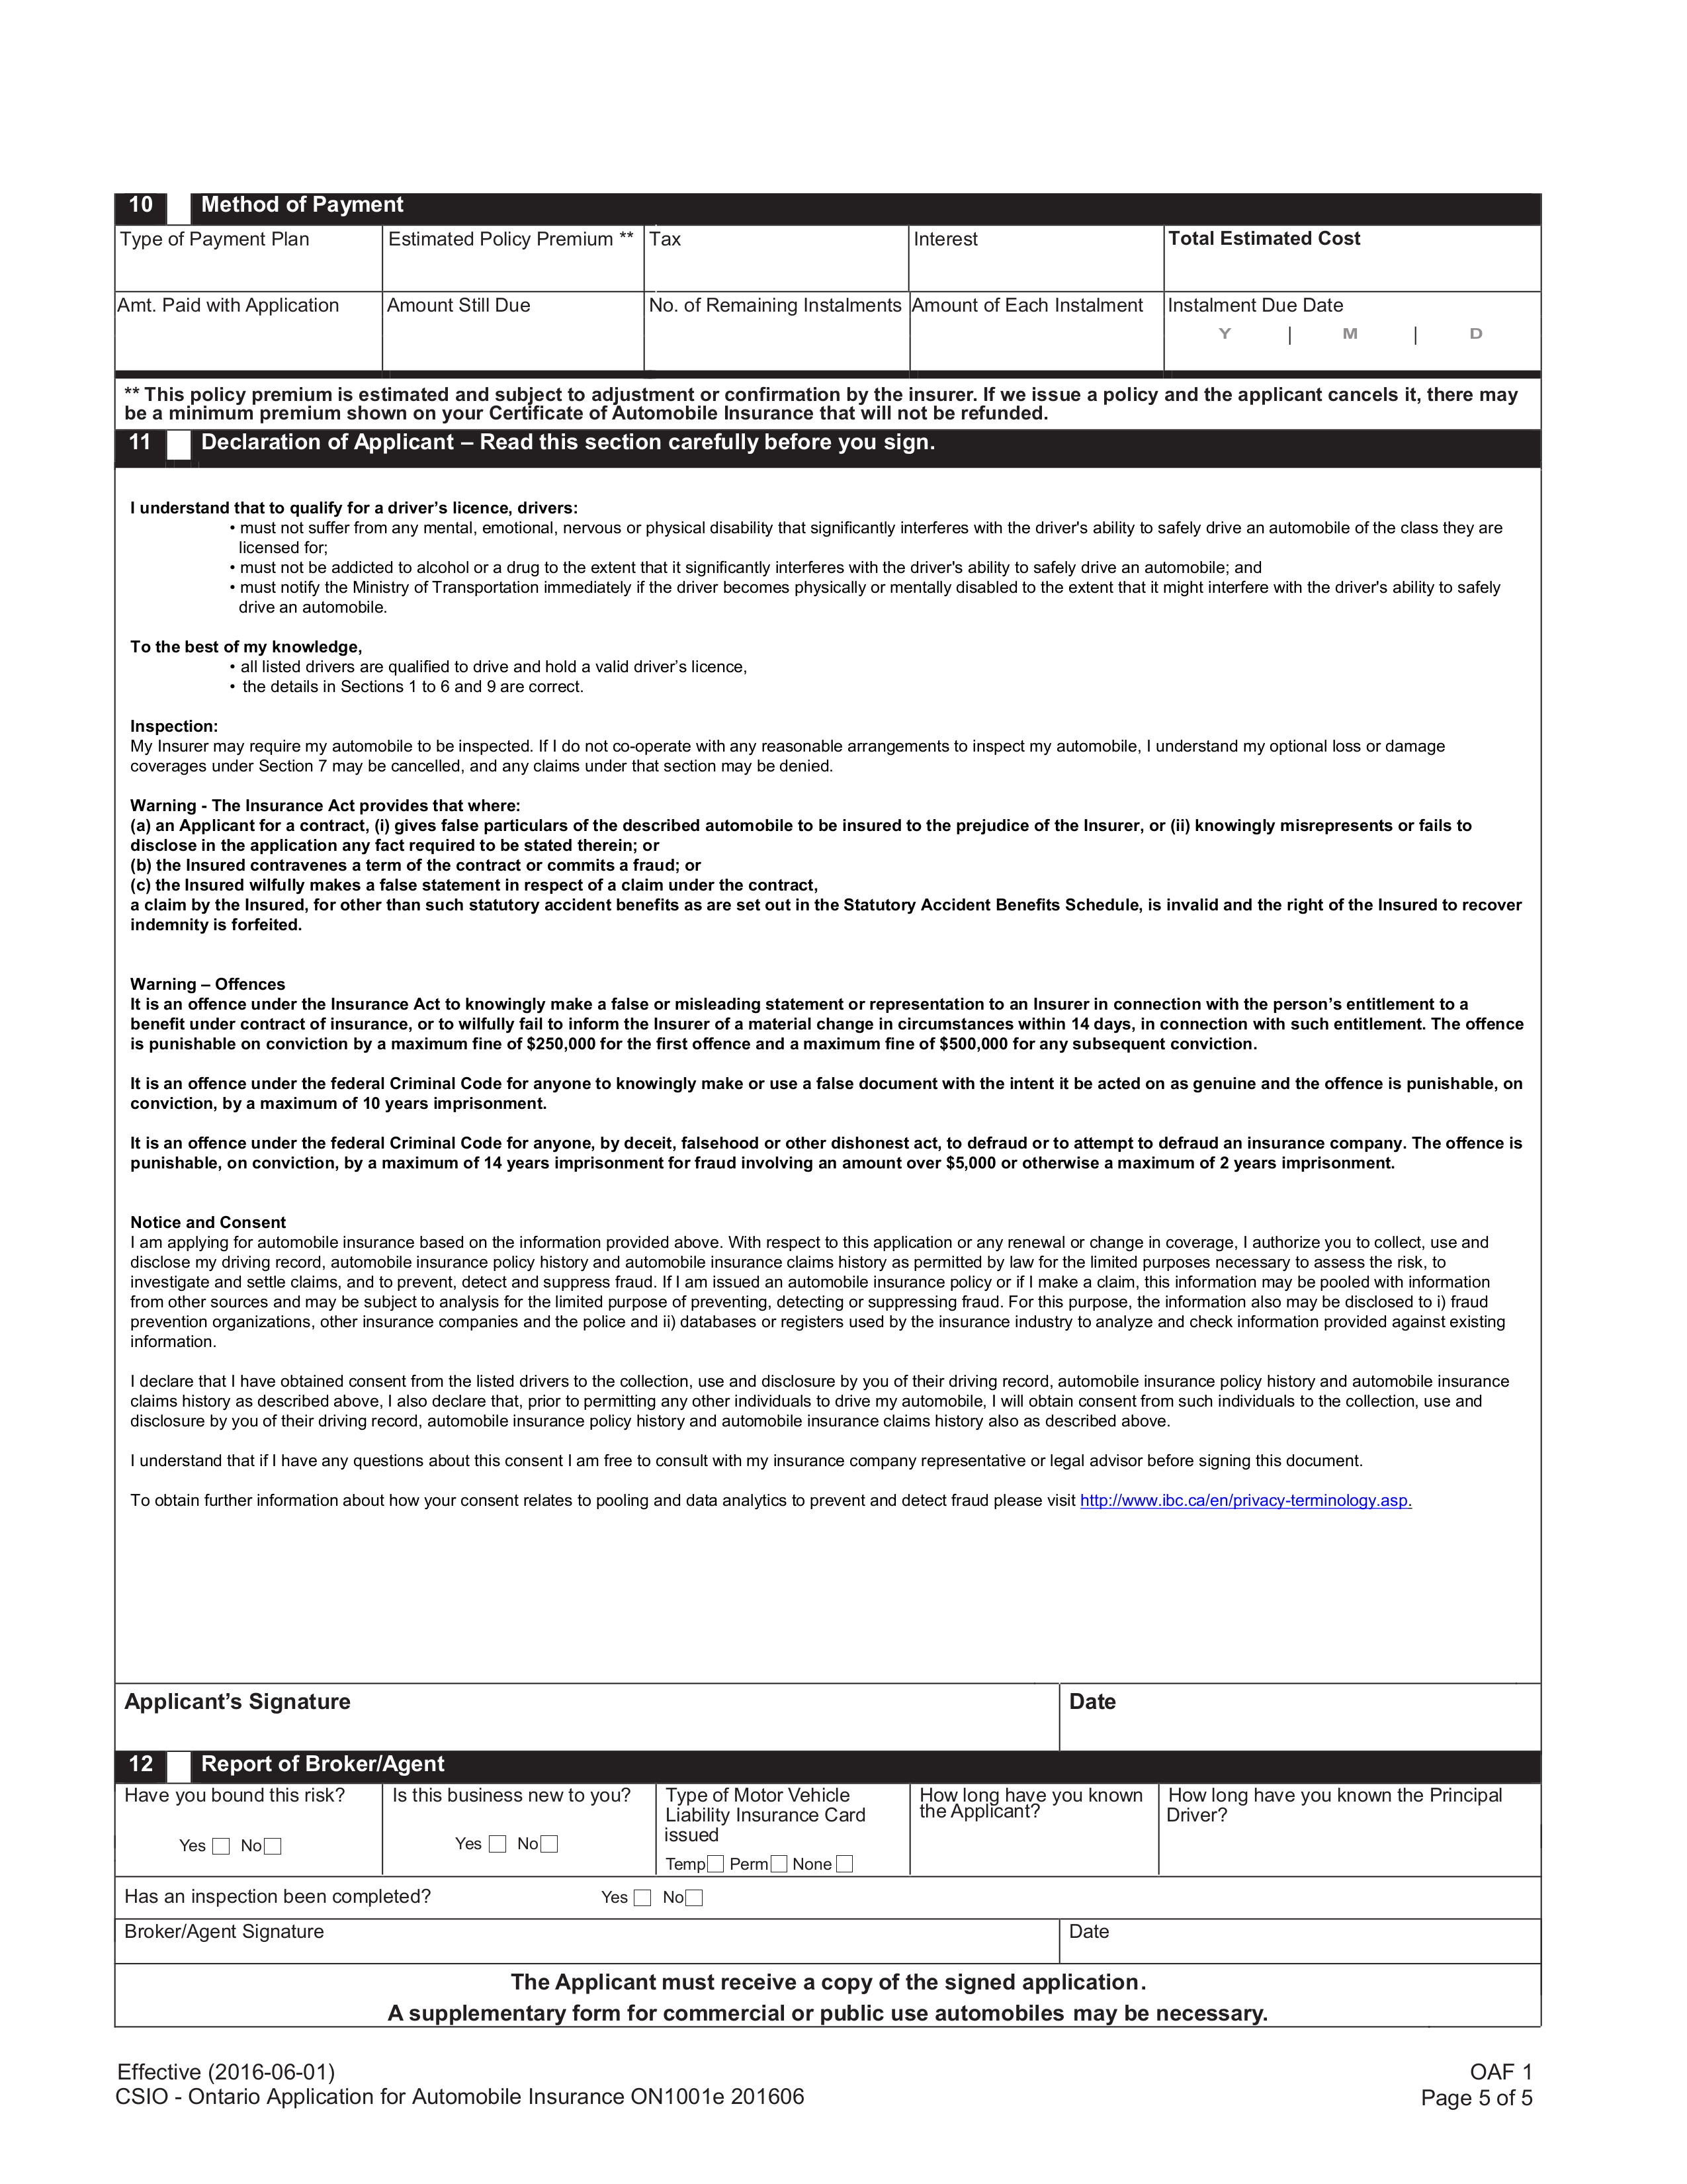 10 Method of Payment
Type of Payment Plan Estimated Policy Premium ** Tax Interest Total Estimated Cost
Amt. Paid with Application Amount Still Due No. of Remaining Instalments Amount of Each Instalment Instalment Due Date
Y | M | D
** This policy premium is estimated and subject to adjustment or confirmation by the insurer. If we issue a policy and the applicant cancels it, there may
be a minimum premium shown on your Certificate of Automobile Insurance that will not be refunded.
11 Declaration of Applicant – Read this section carefully before you sign.
I understand that to qualify for a driver’s licence, drivers:
• must not suffer from any mental, emotional, nervous or physical disability that significantly interferes with the driver's ability to safely drive an automobile of the class they are
licensed for;
• must not be addicted to alcohol or a drug to the extent that it significantly interferes with the driver's ability to safely drive an automobile; and
• must notify the Ministry of Transportation immediately if the driver becomes physically or mentally disabled to the extent that it might interfere with the driver's ability to safely
drive an automobile.
To the best of my knowledge,
• all listed drivers are qualified to drive and hold a valid driver’s licence,
• the details in Sections 1 to 6 and 9 are correct.
Inspection:
My Insurer may require my automobile to be inspected. If I do not co-operate with any reasonable arrangements to inspect my automobile, I understand my optional loss or damage
coverages under Section 7 may be cancelled, and any claims under that section may be denied.
Warning - The Insurance Act provides that where:
(a) an Applicant for a contract, (i) gives false particulars of the described automobile to be insured to the prejudice of the Insurer, or (ii) knowingly misrepresents or fails to
disclose in the application any fact required to be stated therein; or
(b) the Insured contravenes a term of the contract or commits a fraud; or
(c) the Insured wilfully makes a false statement in respect of a claim under the contract,
a claim by the Insured, for other than such statutory accident benefits as are set out in the Statutory Accident Benefits Schedule, is invalid and the right of the Insured to recover
indemnity is forfeited.
Warning – Offences
It is an offence under the Insurance Act to knowingly make a false or misleading statement or representation to an Insurer in connection with the person’s entitlement to a
benefit under contract of insurance, or to wilfully fail to inform the Insurer of a material change in circumstances within 14 days, in connection with such entitlement. The offence
is punishable on conviction by a maximum fine of $250,000 for the first offence and a maximum fine of $500,000 for any subsequent conviction.
It is an offence under the federal Criminal Code for anyone to knowingly make or use a false document with the intent it be acted on as genuine and the offence is punishable, on
conviction, by a maximum of 10 years imprisonment.
It is an offence under the federal Criminal Code for anyone, by deceit, falsehood or other dishonest act, to defraud or to attempt to defraud an insurance company. The offence is
punishable, on conviction, by a maximum of 14 years imprisonment for fraud involving an amount over $5,000 or otherwise a maximum of 2 years imprisonment.
Notice and Consent
I am applying for automobile insurance based on the information provided above. With respect to this application or any renewal or change in coverage, I authorize you to collect, use and
disclose my driving record, automobile insurance policy history and automobile insurance claims history as permitted by law for the limited purposes necessary to assess the risk, to
investigate and settle claims, and to prevent, detect and suppress fraud. If I am issued an automobile insurance policy or if I make a claim, this information may be pooled with information
from other sources and may be subject to analysis for the limited purpose of preventing, detecting or suppressing fraud. For this purpose, the information also may be disclosed to i) fraud
prevention organizations, other insurance companies and the police and ii) databases or registers used by the insurance industry to analyze and check information provided against existing
information.
I declare that I have obtained consent from the listed drivers to the collection, use and disclosure by you of their driving record, automobile insurance policy history and automobile insurance
claims history as described above, I also declare that, prior to permitting any other individuals to drive my automobile, I will obtain consent from such individuals to the collection, use and
disclosure by you of their driving record, automobile insurance policy history and automobile insurance claims history also as described above.
I understand that if I have any questions about this consent I am free to consult with my insurance company representative or legal advisor before signing this document.
To obtain further information about how your consent relates to pooling and data analytics to prevent and detect fraud please visit http://www.ibc.ca/en/privacy-terminology.asp.
Applicant’s Signature Date
12 Report of Broker/Agent
Have you bound this risk? Is this business new to you? Type of Motor Vehicle How long have you known How long have you known the Principal
Liability Insurance Card the Applicant? Driver?
issued
Yes No Yes No Temp Perm None
Has an inspection been completed? Yes No
Broker/Agent Signature Date
The Applicant must receive a copy of the signed application.
A supplementary form for commercial or public use automobiles may be necessary.
Effective (2016-06-01) OAF 1
CSIO - Ontario Application for Automobile Insurance ON1001e 201606 Page 5 of 5